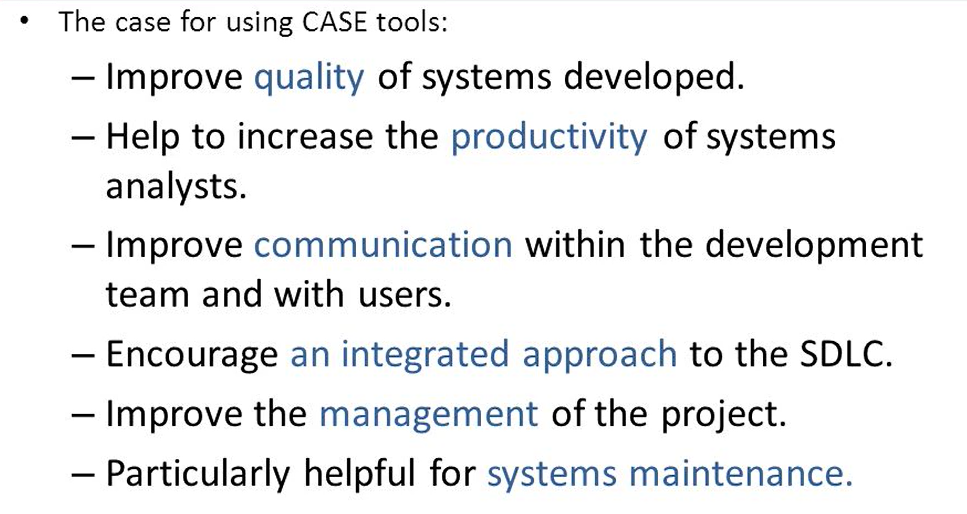 • The case for using CASE tools:
– Improve quality of systems developed.
– Help to increase the productivity of systems
analysts.
– Improve communication within the development
team and with users.
– Encourage an integrated approach to the SDLC.
– Improve the management of the project.
– Particularly helpful for systems maintenance.